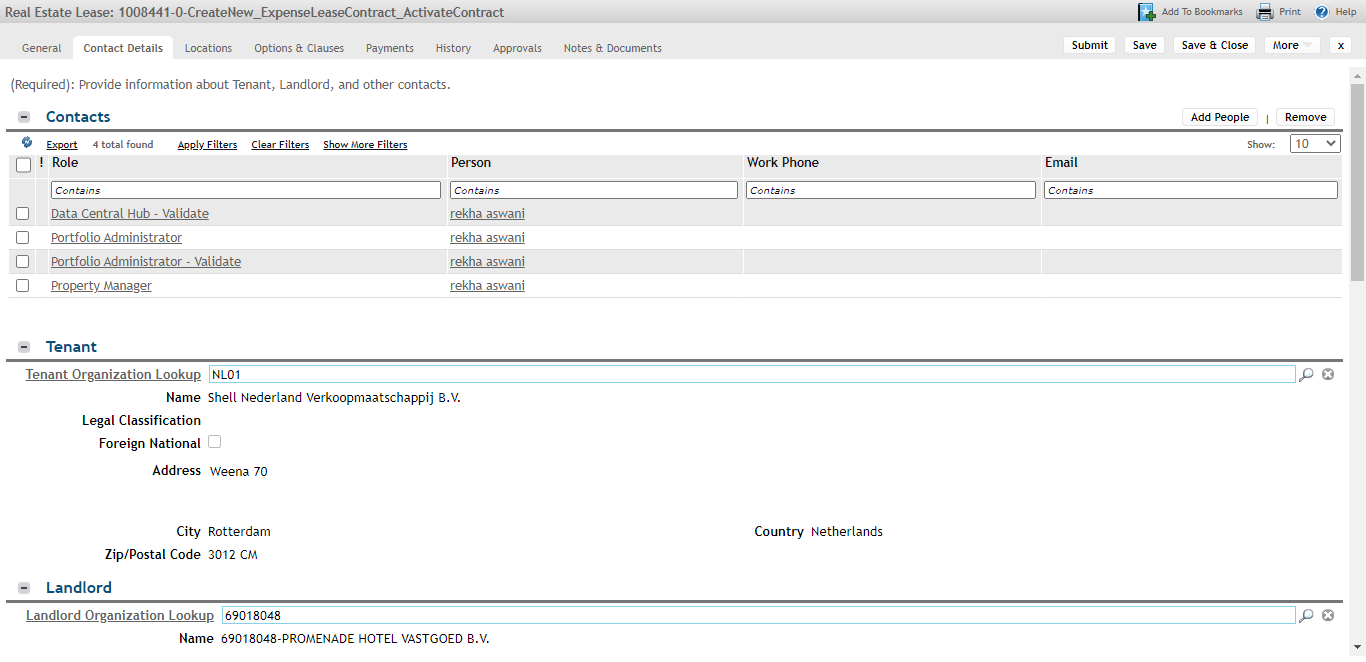 Real Estate Lease: 1008441-0-CreateNew_ExpenseLeaseContract_ActivateContract Add To Bookmarks Print ? Help
General Contact Details Locations Options & Clauses Payments History Approvals Notes & Documents Submit Save Save & Close More x
(Required): Provide information about Tenant, Landlord, and other contacts.
Contacts Add People | Remove
Export 4 total found Apply Filters Clear Filters Show More Filters Show: 10
! Role Person Work Phone Email
Contains Contains Contains Contains
Data Central Hub - Validate rekha aswani
Portfolio Administrator rekha aswani
Portfolio Administrator - Validate rekha aswani
Property Manager rekha aswani
Tenant
Tenant Organization Lookup NL01
Name Shell Nederland Verkoopmaatschappij B.V.
Legal Classification
Foreign National
Address Weena 70
City Rotterdam Country Netherlands
Zip/Postal Code 3012 CM
Landlord
Landlord Organization Lookup 69018048
Name 69018048-PROMENADE HOTEL VASTGOED B.V.